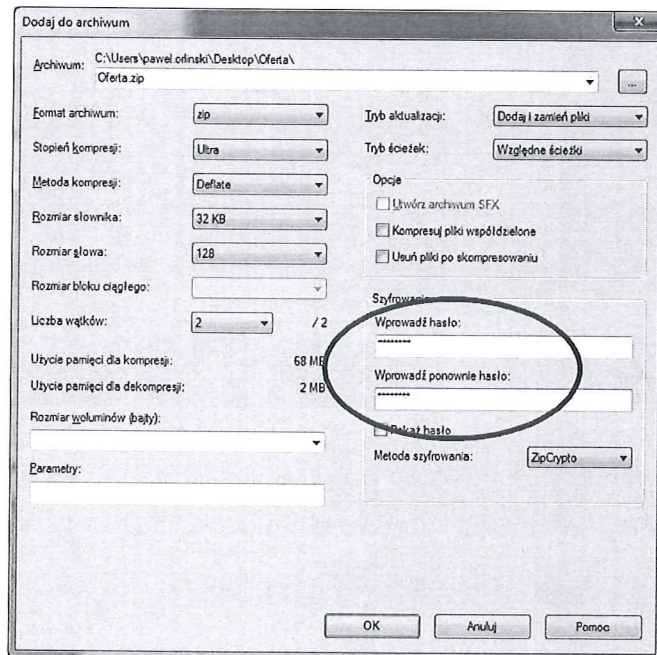 Dodaj do archiwum
x
Archiwum: C:\Users\pawel.orlinski\Desktop\Oferta\
Oferta.zip
...
Format archiwum: zip
Tryb aktualizacji: Dodaj i zamień pliki
Stopień kompresji: Ultra
Tryb ścieżek: Względne ścieżki
Metoda kompresji: Deflate
Opcje
Utwórz archiwum SFX
Rozmiar słownika: 32 KB
Kompresuj pliki współdzielone
Rozmiar słowa: 128
Usuń pliki po skompresowaniu
Rozmiar bloku ciągłego:
Szyfrowanie
Liczba wątków: 2 / 2
Wprowadź hasło:
********
Użycie pamięci dla kompresji: 68 MB
Wprowadź ponownie hasło:
Użycie pamięci dla dekompresji: 2 MB
********
Rozmiar woluminów (bajty):
Pokaż hasło
Metoda szyfrowania: ZipCrypto
Parametry:
OK Anuluj Pomoc